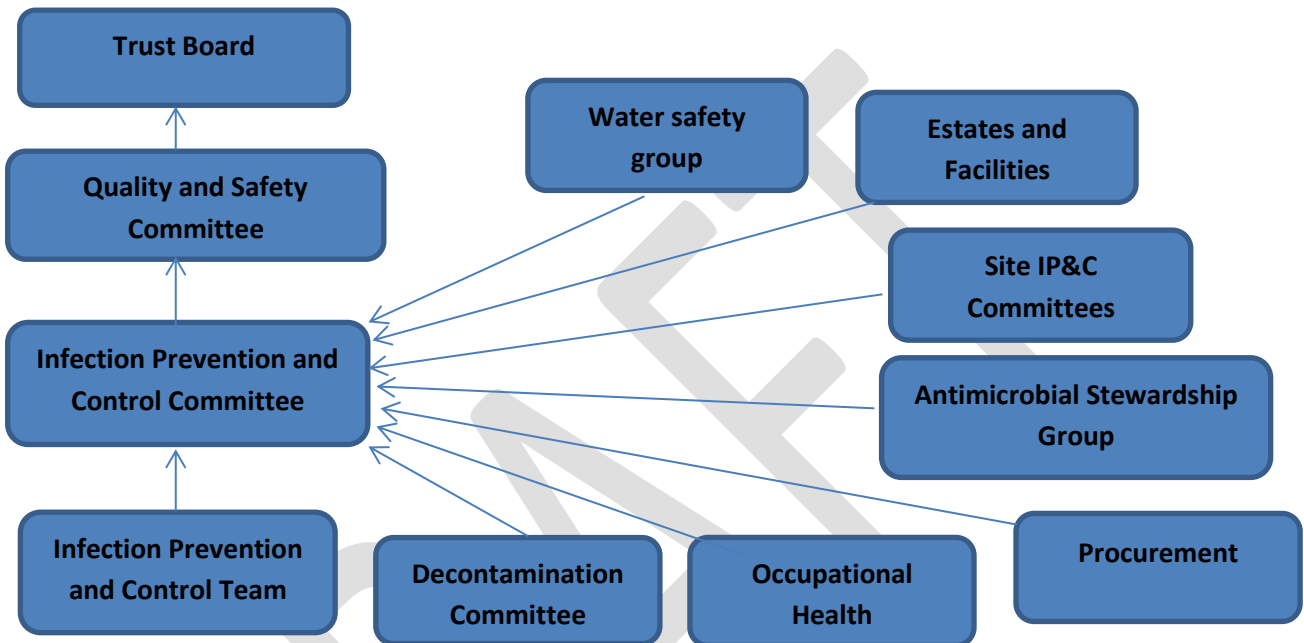 Trust Board
Water safety
group
Estates and
Facilities
Quality and Safety
Committee
Site IP&C
Committees
Infection Prevention and
Control Committee
Antimicrobial Stewardship
Group
Infection Prevention
and Control Team
Decontamination
Committee
Occupational
Health
Procurement
DRAFT